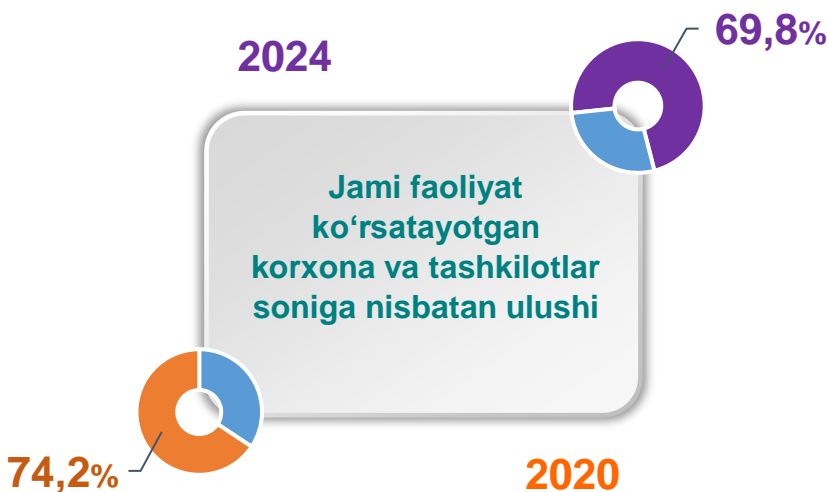 69,8%
2024
Jami faoliyat
ko‘rsatayotgan
korxona va tashkilotlar
soniga nisbatan ulushi
74,2%
2020